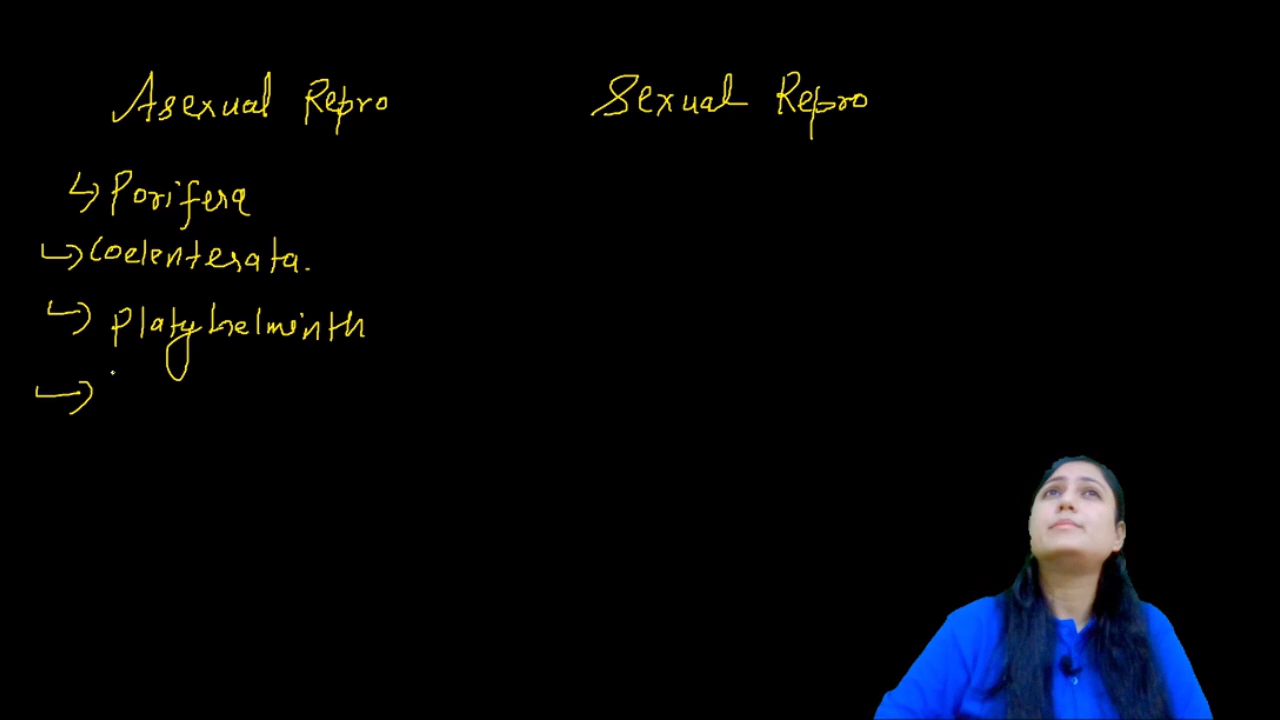 Asexual Repro
Sexual Repro
Porifera
Coelenterata.
Platyhelminth